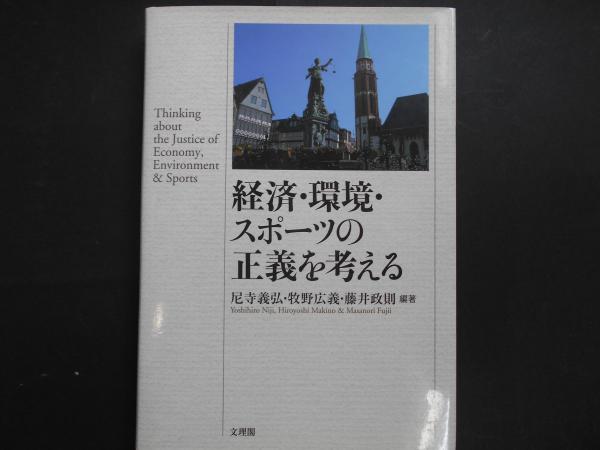 Thinking
about
the Justice of
Economy,
Environment
& Sports
経済・環境・
スポーツの
正義を考える
尼寺義弘・牧野広義・藤井政則 編著
Yoshihiro Niji, Hiroyoshi Makino & Masanori Fujii
文理閣